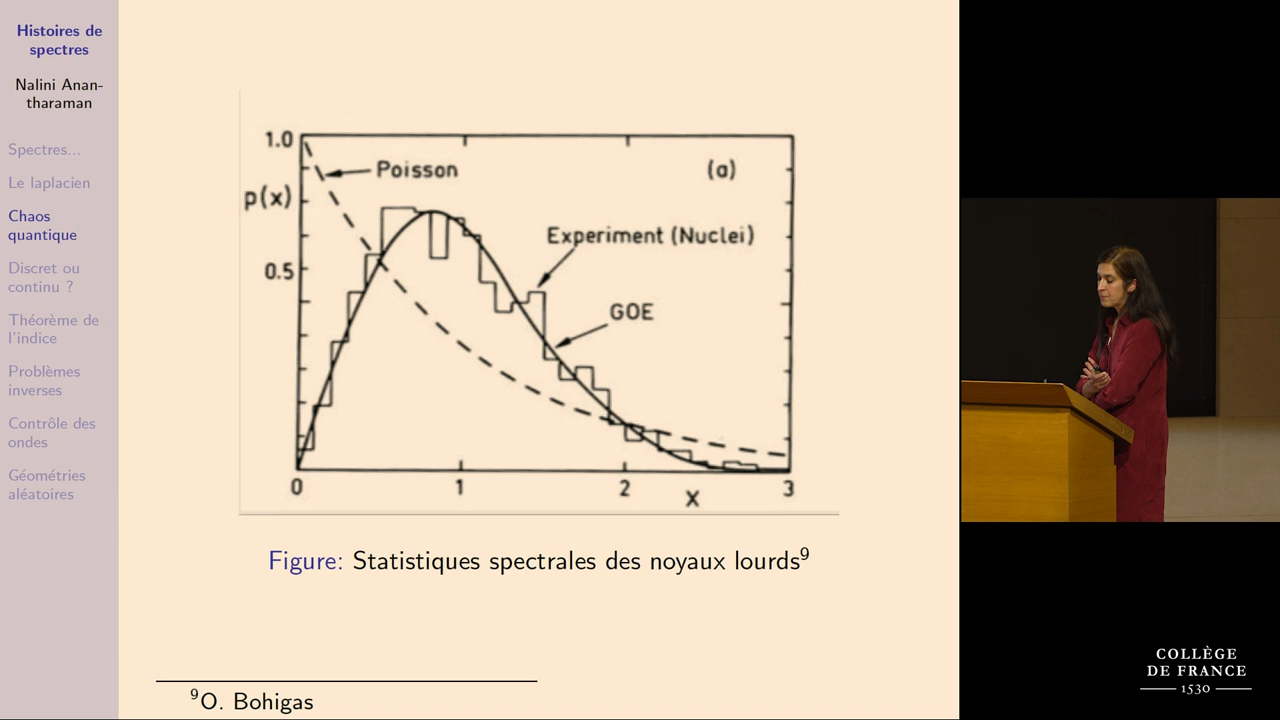 Histoires de
spectres
Nalini Anan-
tharaman
Spectres...
Le laplacien
Chaos
quantique
Discret ou
continu ?
Théorème de
l'indice
Problèmes
inverses
Contrôle des
ondes
Géométries
aléatoires
1.0
Poisson
(a)
p(x)
Experiment (Nuclei)
0.5
GOE
0
1
2
3
x
Figure: Statistiques spectrales des noyaux lourds9
9O. Bohigas
COLLÈGE
DE FRANCE
1530